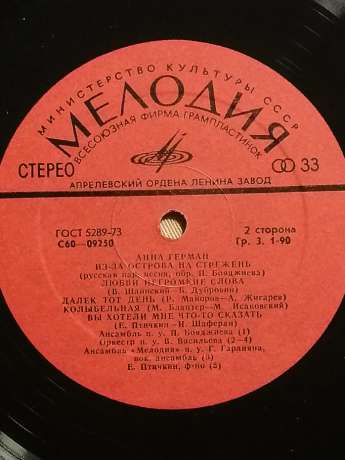 МИНИСТЕРСТВО КУЛЬТУРЫ СССР
МЕЛОДИЯ
ВСЕСОЮЗНАЯ ФИРМА ГРАМПЛАСТИНОК
СТЕРЕО 33
АПРЕЛЕВСКИЙ ОРДЕНА ЛЕНИНА ЗАВОД
ГОСТ 5289-73 2 сторона
С60—09250 Гр. 3. 1-90
АННА ГЕРМАН
ИЗ-ЗА ОСТРОВА НА СТРЕЖЕНЬ
(русская нар. песня, обр. П. Бояджиева)
ЛЮБВИ НЕГРОМКИЕ СЛОВА
(В. Шаинский—Б. Дубровин)
ДАЛЕК ТОТ ДЕНЬ (Р. Майоров—А. Жигарев)
КОЛЫБЕЛЬНАЯ (М. Блантер—М. Исаковский)
ВЫ ХОТЕЛИ МНЕ ЧТО-ТО СКАЗАТЬ
(Е. Птичкин—И. Шаферан)
Ансамбль п/у П. Бояджиева (1)
Оркестр п/у В. Васильева (2—4)
Ансамбль «Мелодия» п/у Г. Гараняна,
вок. ансамбль (5)
Е. Птичкин, ф-но (5)